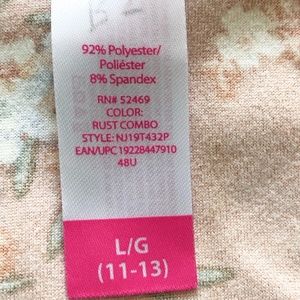 92% Polyester/
Poliéster
8% Spandex
RN# 52469
COLOR:
RUST COMBO
STYLE: NJ19T432P
EAN/UPC 19228447910
48U
L/G
(11-13)